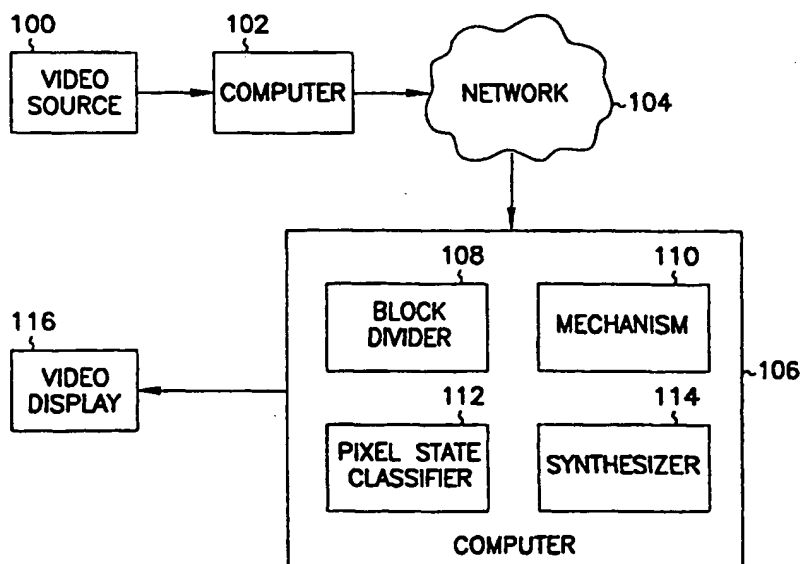 100
VIDEO
SOURCE
102
COMPUTER
NETWORK
104
108
BLOCK
DIVIDER
110
MECHANISM
116
VIDEO
DISPLAY
106
112
PIXEL STATE
CLASSIFIER
114
SYNTHESIZER
COMPUTER